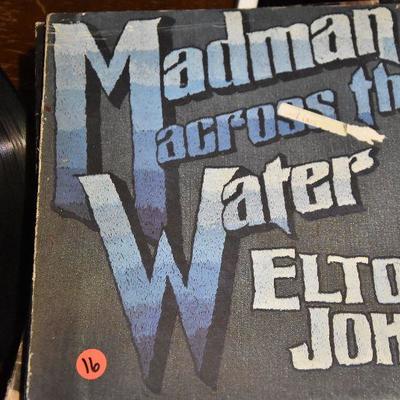 Madman
across th
Water
ELTO
JOH
16